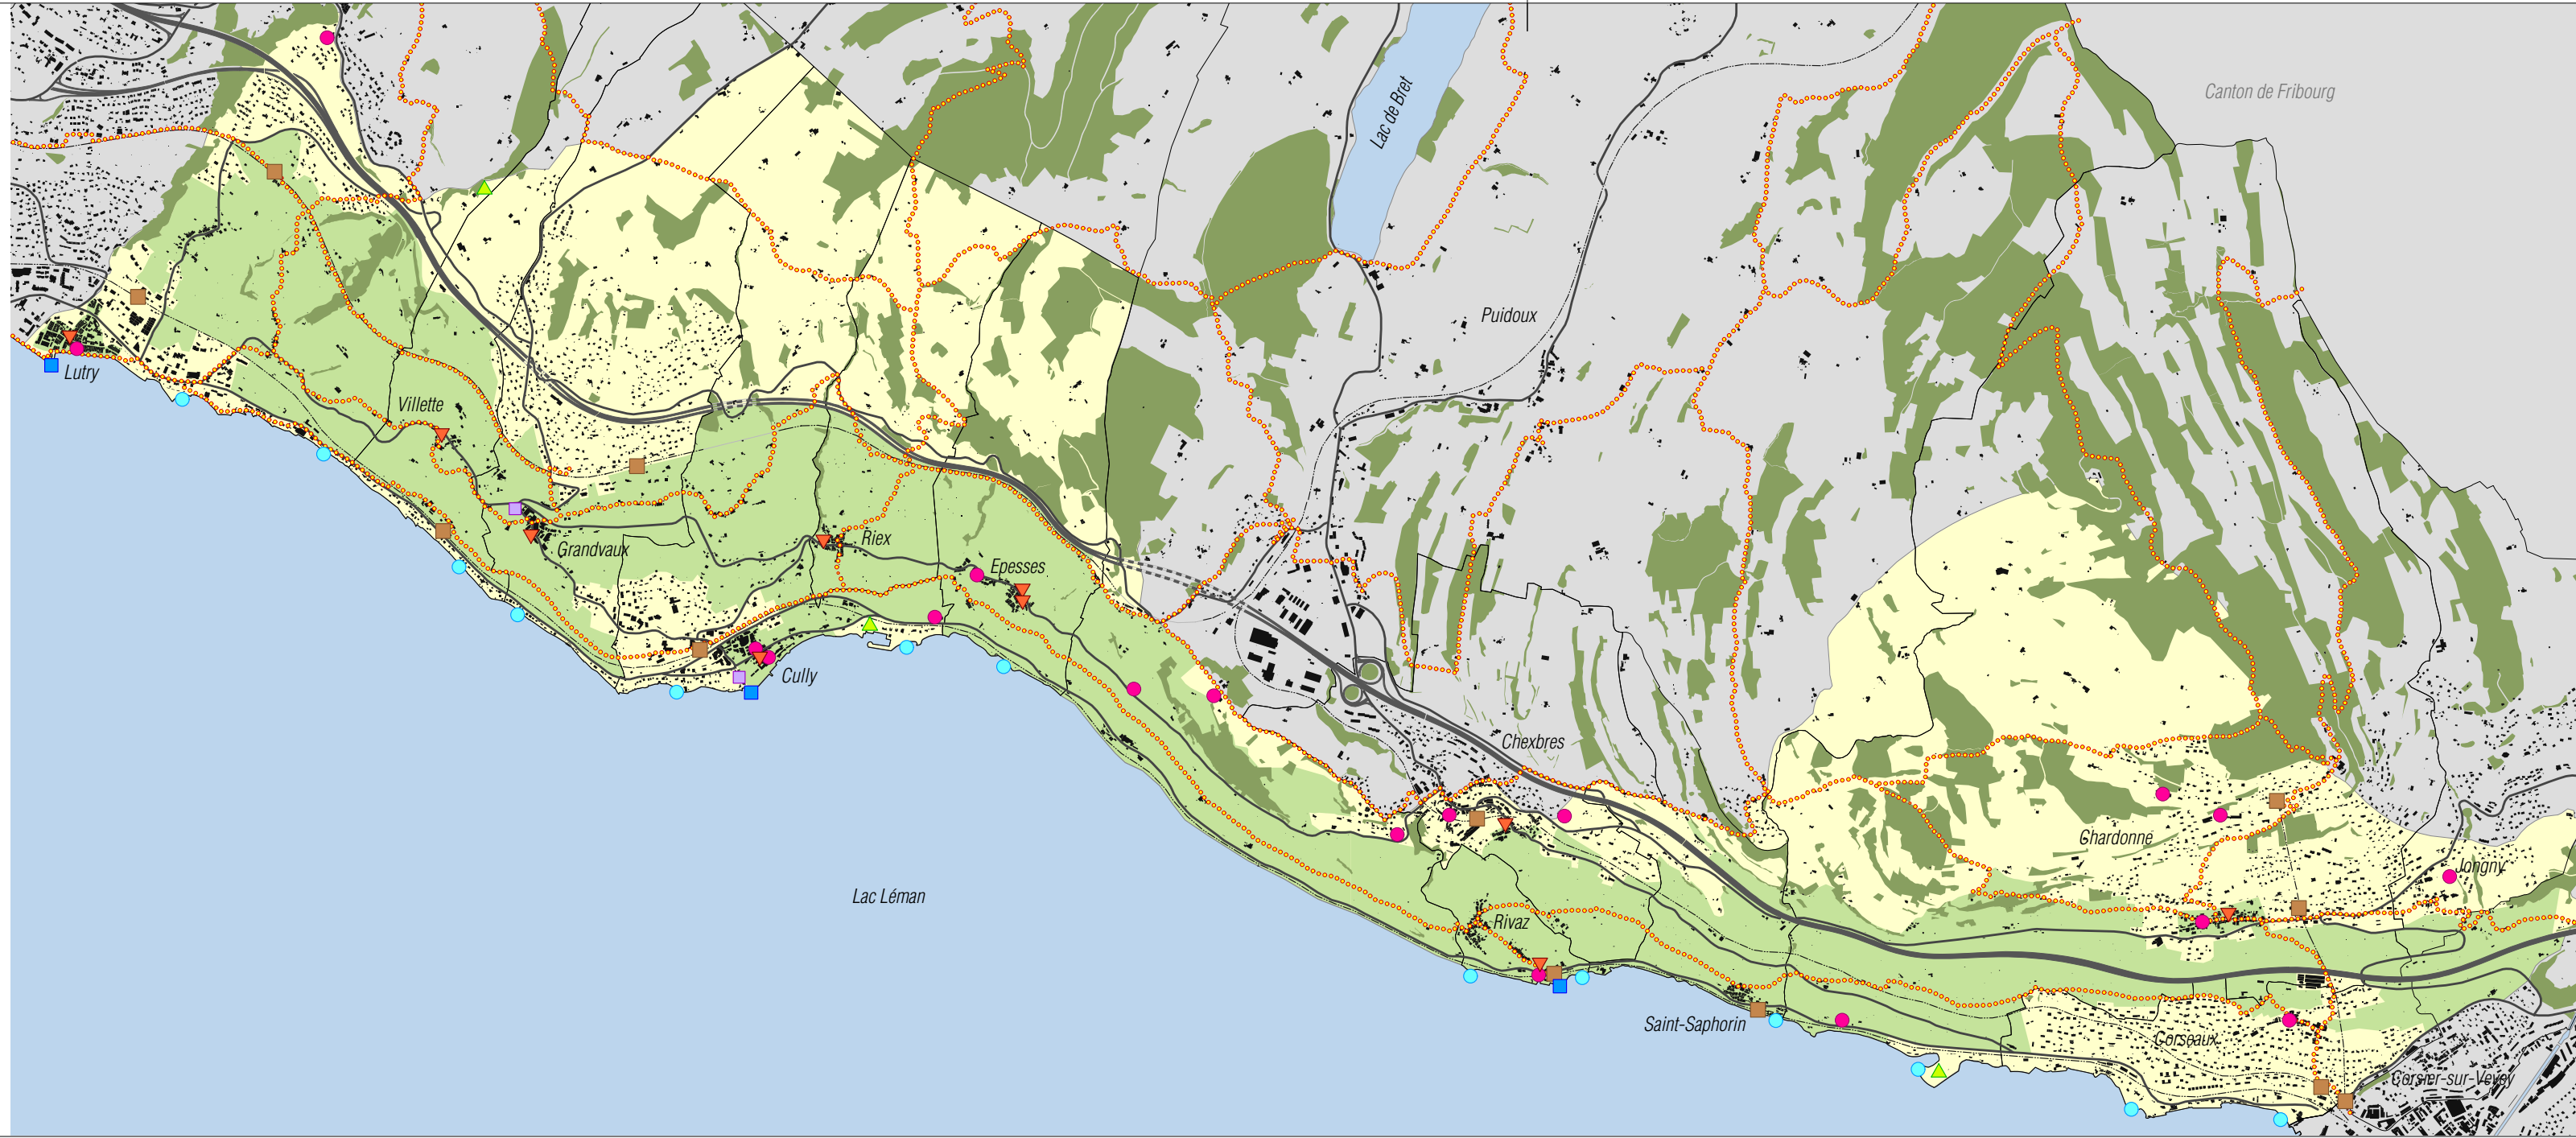 Canton de Fribourg
Lac de Bret
Puidoux
Lutry
Villette
Grandvaux
Riex
Epesses
Cully
Chexbres
Chardonne
Jongny
Lac Léman
Rivaz
Saint-Saphorin
Corseaux
Corsier-sur-Vevey